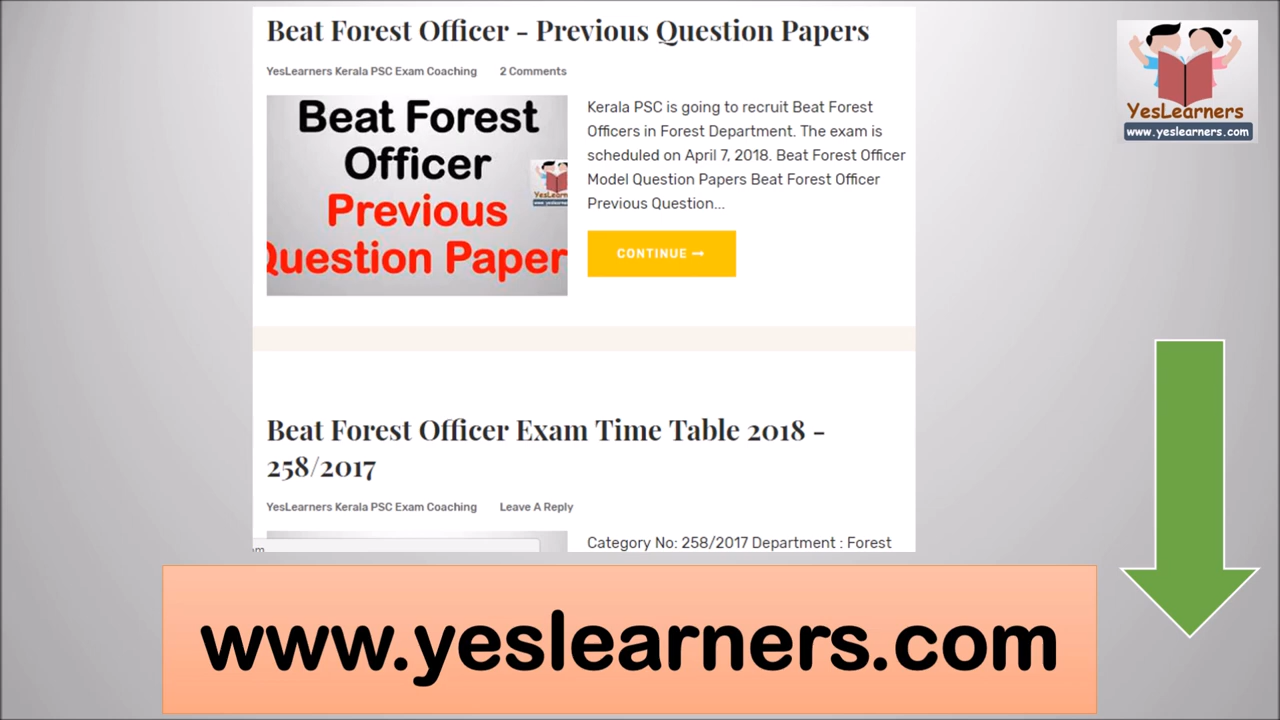 Beat Forest Officer - Previous Question Papers
YesLearners Kerala PSC Exam Coaching 2 Comments
Beat Forest
Officer
Previous
Question Paper
YesLearn
Kerala PSC is going to recruit Beat Forest
Officers in Forest Department. The exam is
scheduled on April 7, 2018. Beat Forest Officer
Model Question Papers Beat Forest Officer
Previous Question...
CONTINUE →
YesLearners
www.yeslearners.com
Beat Forest Officer Exam Time Table 2018 -
258/2017
YesLearners Kerala PSC Exam Coaching Leave A Reply
Category No: 258/2017 Department : Forest
www.yeslearners.com